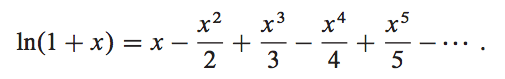 ln(1 + x) = x − x²/2 + x³/3 − x⁴/4 + x⁵/5 − ⋯ .